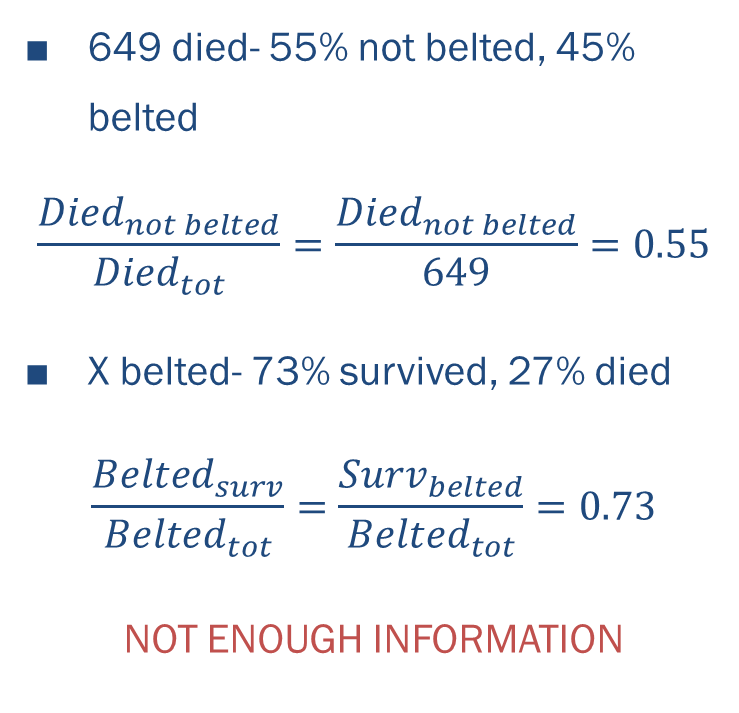 ■ 649 died- 55% not belted, 45%
belted
$\frac{Died_{not\ belted}}{Died_{tot}} = \frac{Died_{not\ belted}}{649} = 0.55$
■ X belted- 73% survived, 27% died
$\frac{Belted_{surv}}{Belted_{tot}} = \frac{Surv_{belted}}{Belted_{tot}} = 0.73$
NOT ENOUGH INFORMATION